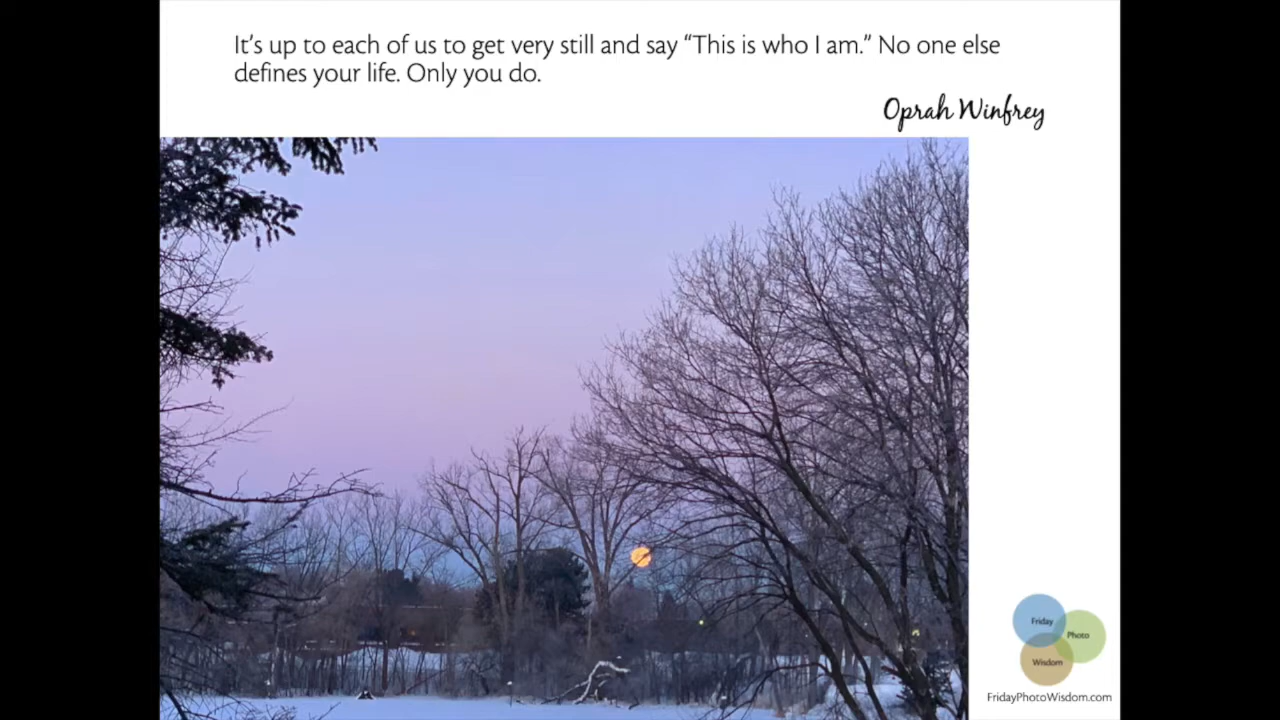 It’s up to each of us to get very still and say “This is who I am.” No one else
defines your life. Only you do.
Oprah Winfrey
Friday
Photo
Wisdom
FridayPhotoWisdom.com